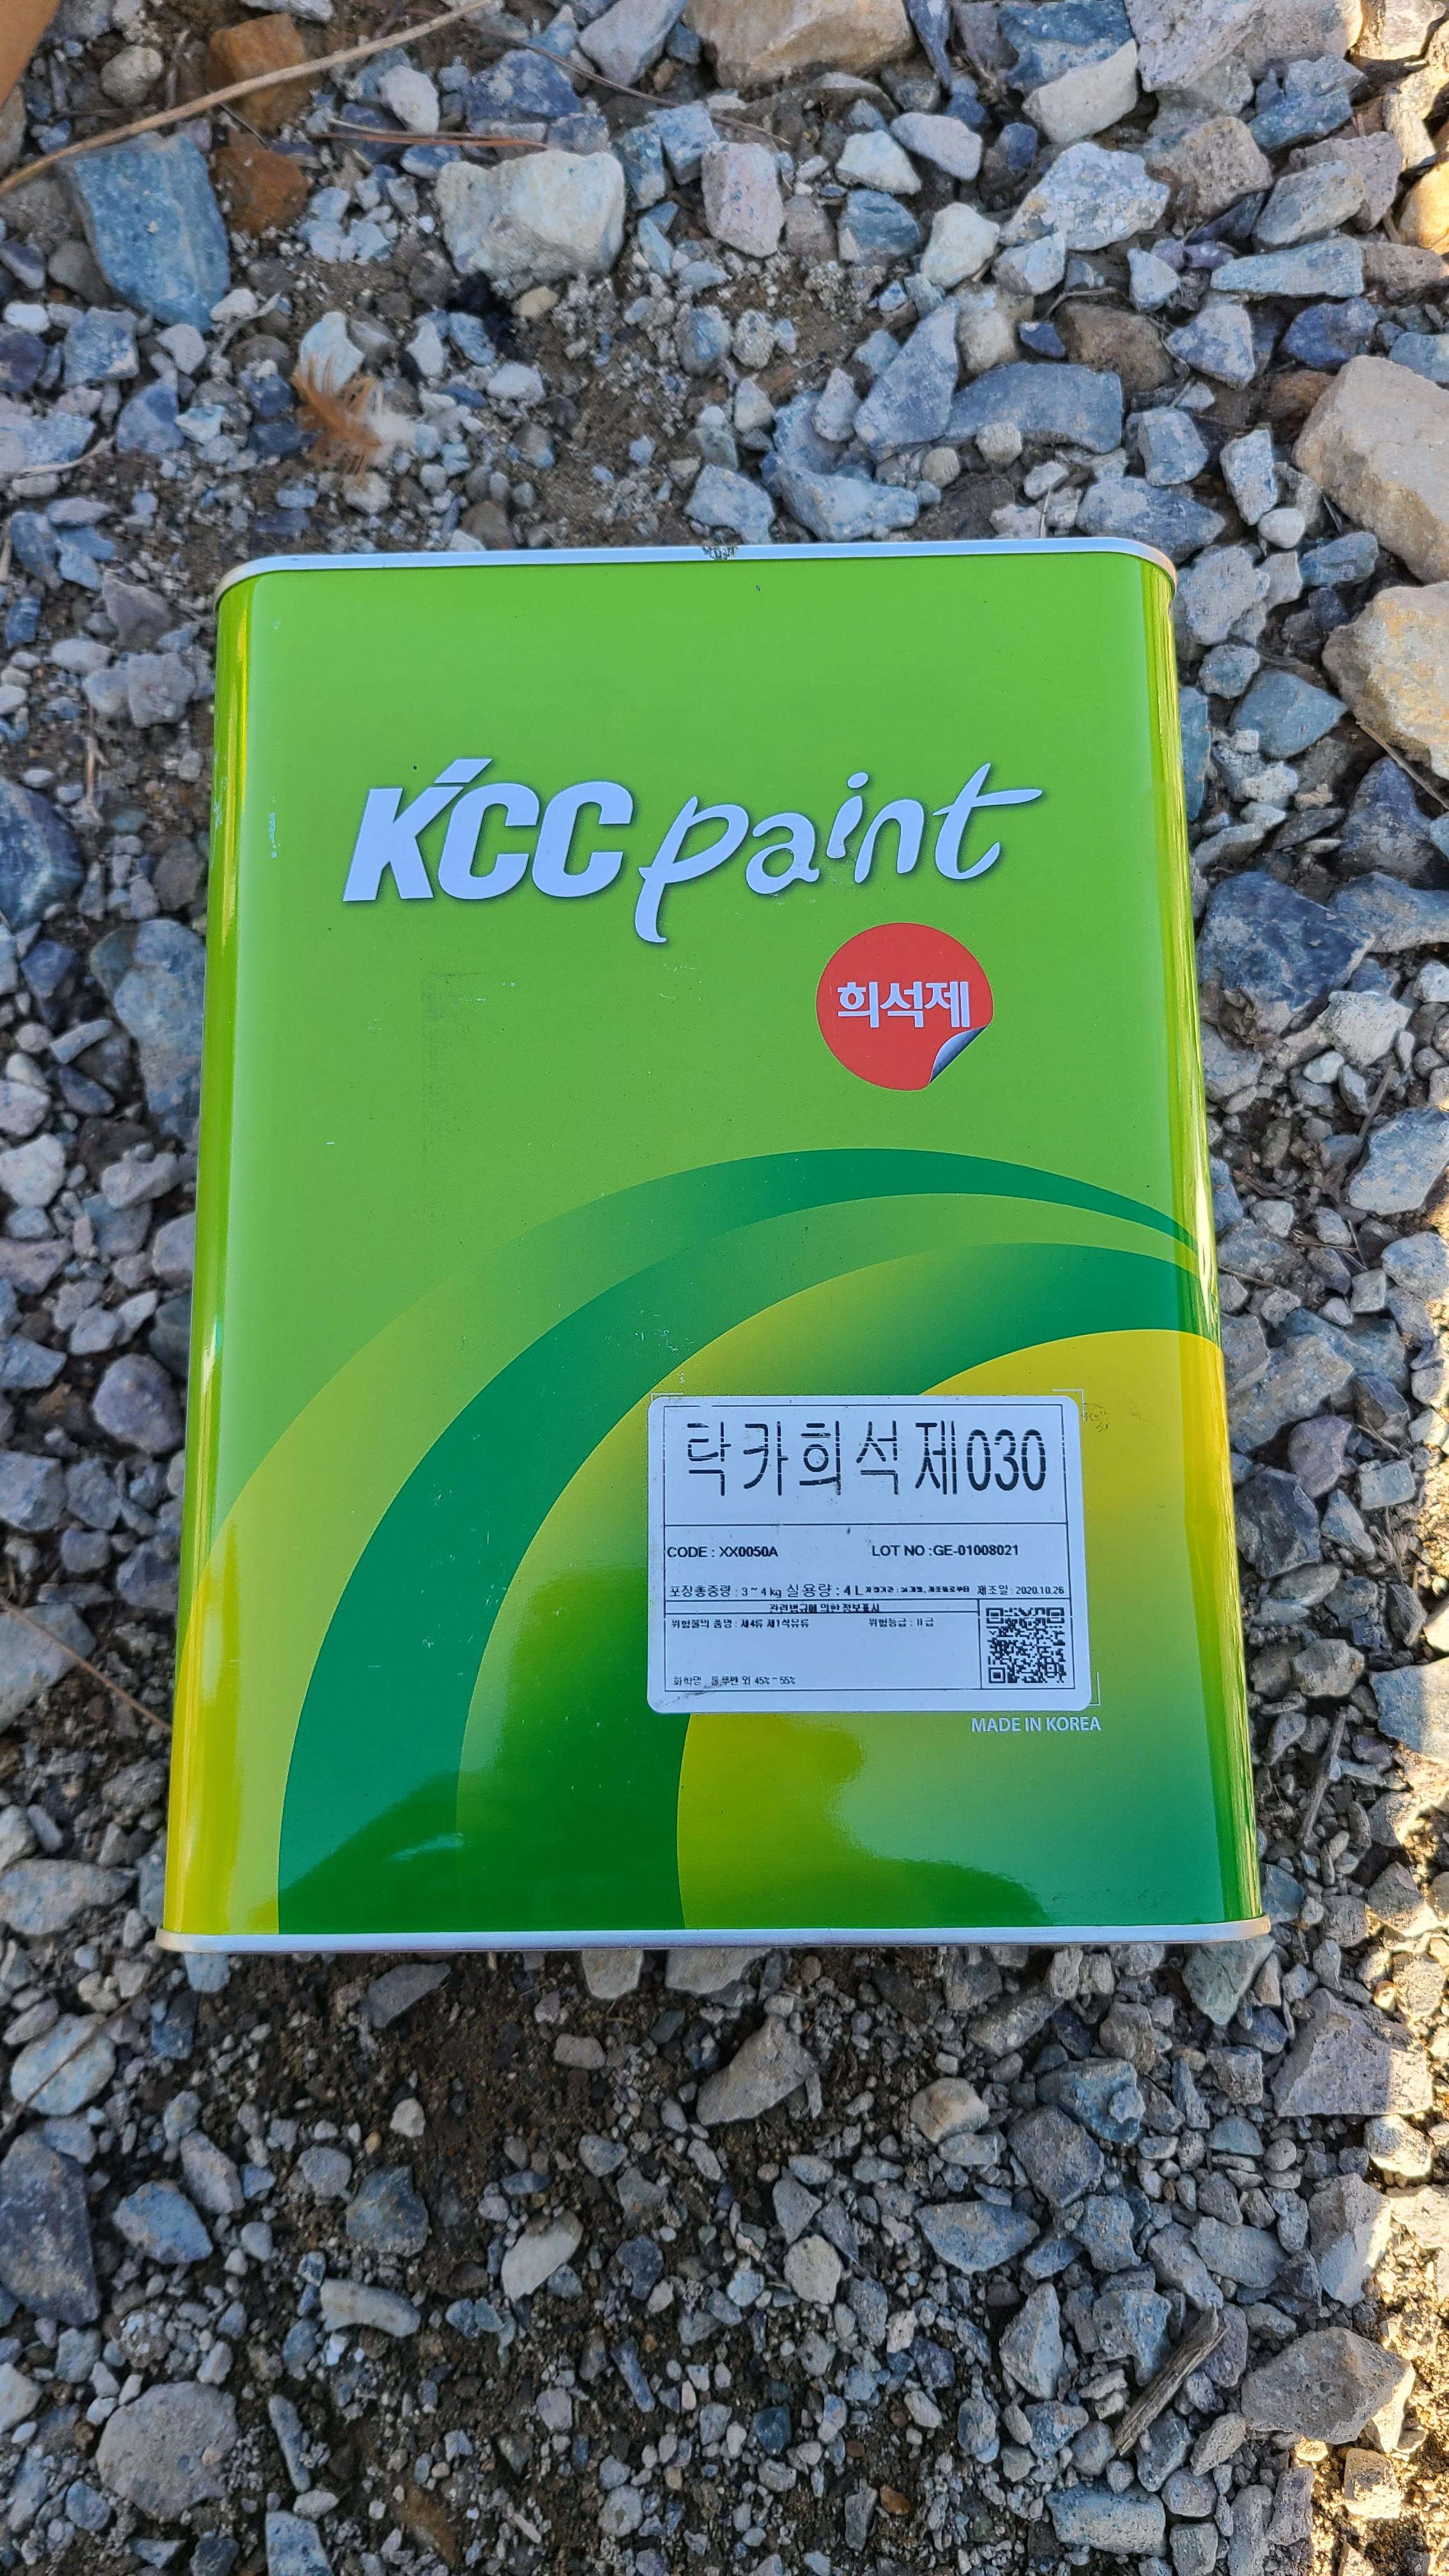 KCC paint
희석제
락카희석제030
CODE : XX0050A LOT NO :GE-01008021
포장총중량 : 3~4kg 실용량 : 4L 제조일 : 2020.10.26
관련법규에 의한 정보표시
위험물의 품명 : 제4류 제1석유류 위험등급 : II급
화학명 톨루엔 외 45%~55%
MADE IN KOREA